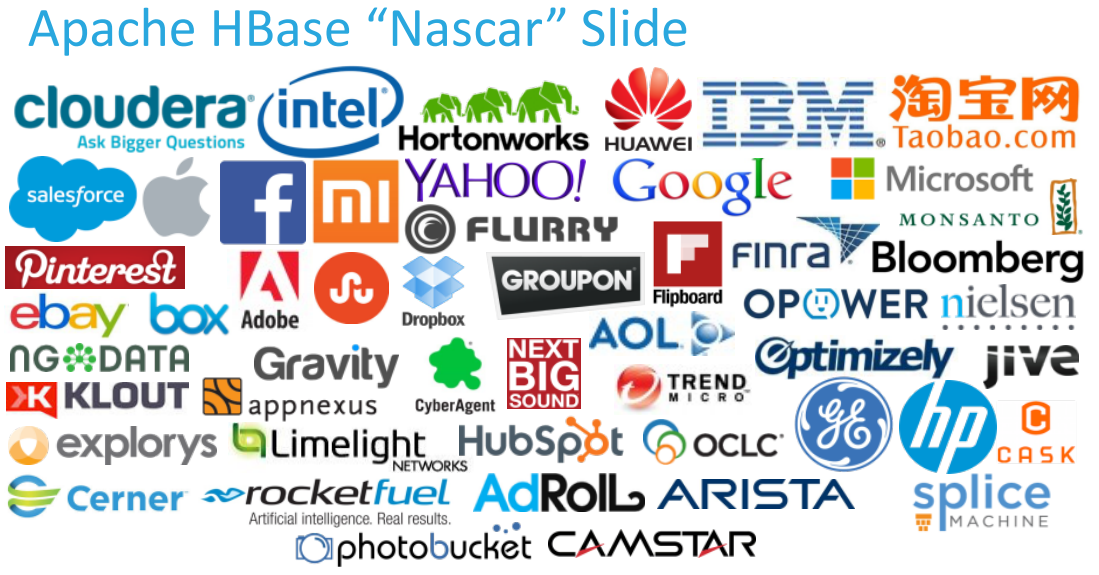 Apache HBase “Nascar” Slide
cloudera
Ask Bigger Questions
intel
Hortonworks
HUAWEI
IBM
淘宝网
Taobao.com
salesforce
f
mi
YAHOO!
Google
Microsoft
FLURRY
MONSANTO
Pinterest
Adobe
Dropbox
GROUPON
Flipboard
FINRA
Bloomberg
ebay
box
OPOWER
nielsen
AOL
NGDATA
Gravity
CyberAgent
NEXT
BIG
SOUND
TREND
MICRO
Optimizely
jive
K KLOUT
appnexus
explorys
Limelight
NETWORKS
HubSpot
OCLC
GE
hp
C
CASK
Cerner
rocketfuel
Artificial intelligence. Real results.
AdRoll
ARISTA
splice
MACHINE
photobucket
CAMSTAR